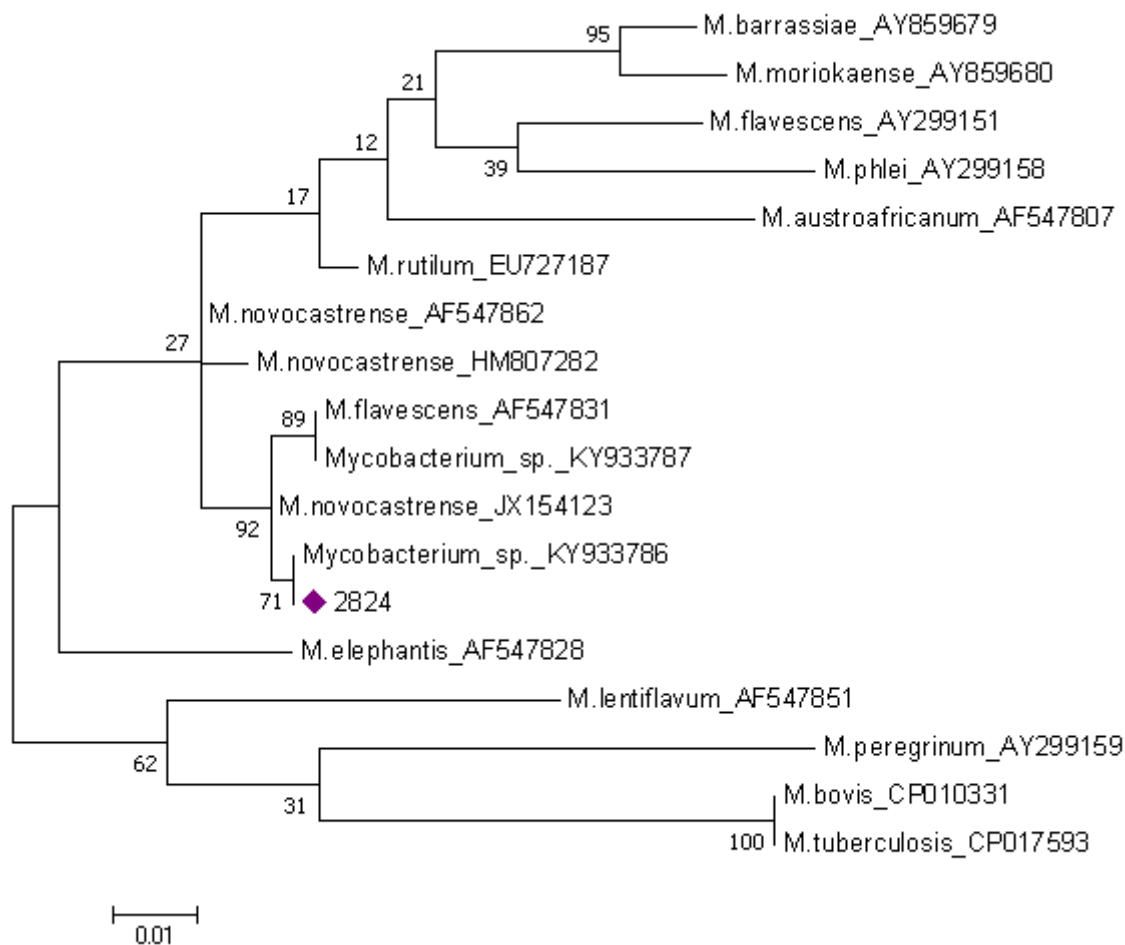 95
M.barrassiae_AY859679
M.moriokaense_AY859680
21
M.flavescens_AY299151
12
39
M.phlei_AY299158
17
M.austroafricanum_AF547807
M.rutilum_EU727187
M.novocastrense_AF547862
27
M.novocastrense_HM807282
89
M.flavescens_AF547831
Mycobacterium_sp._KY933787
M.novocastrense_JX154123
92
Mycobacterium_sp._KY933786
71
2824
M.elephantis_AF547828
M.lentiflavum_AF547851
62
M.peregrinum_AY299159
31
M.bovis_CP010331
100
M.tuberculosis_CP017593
0.01